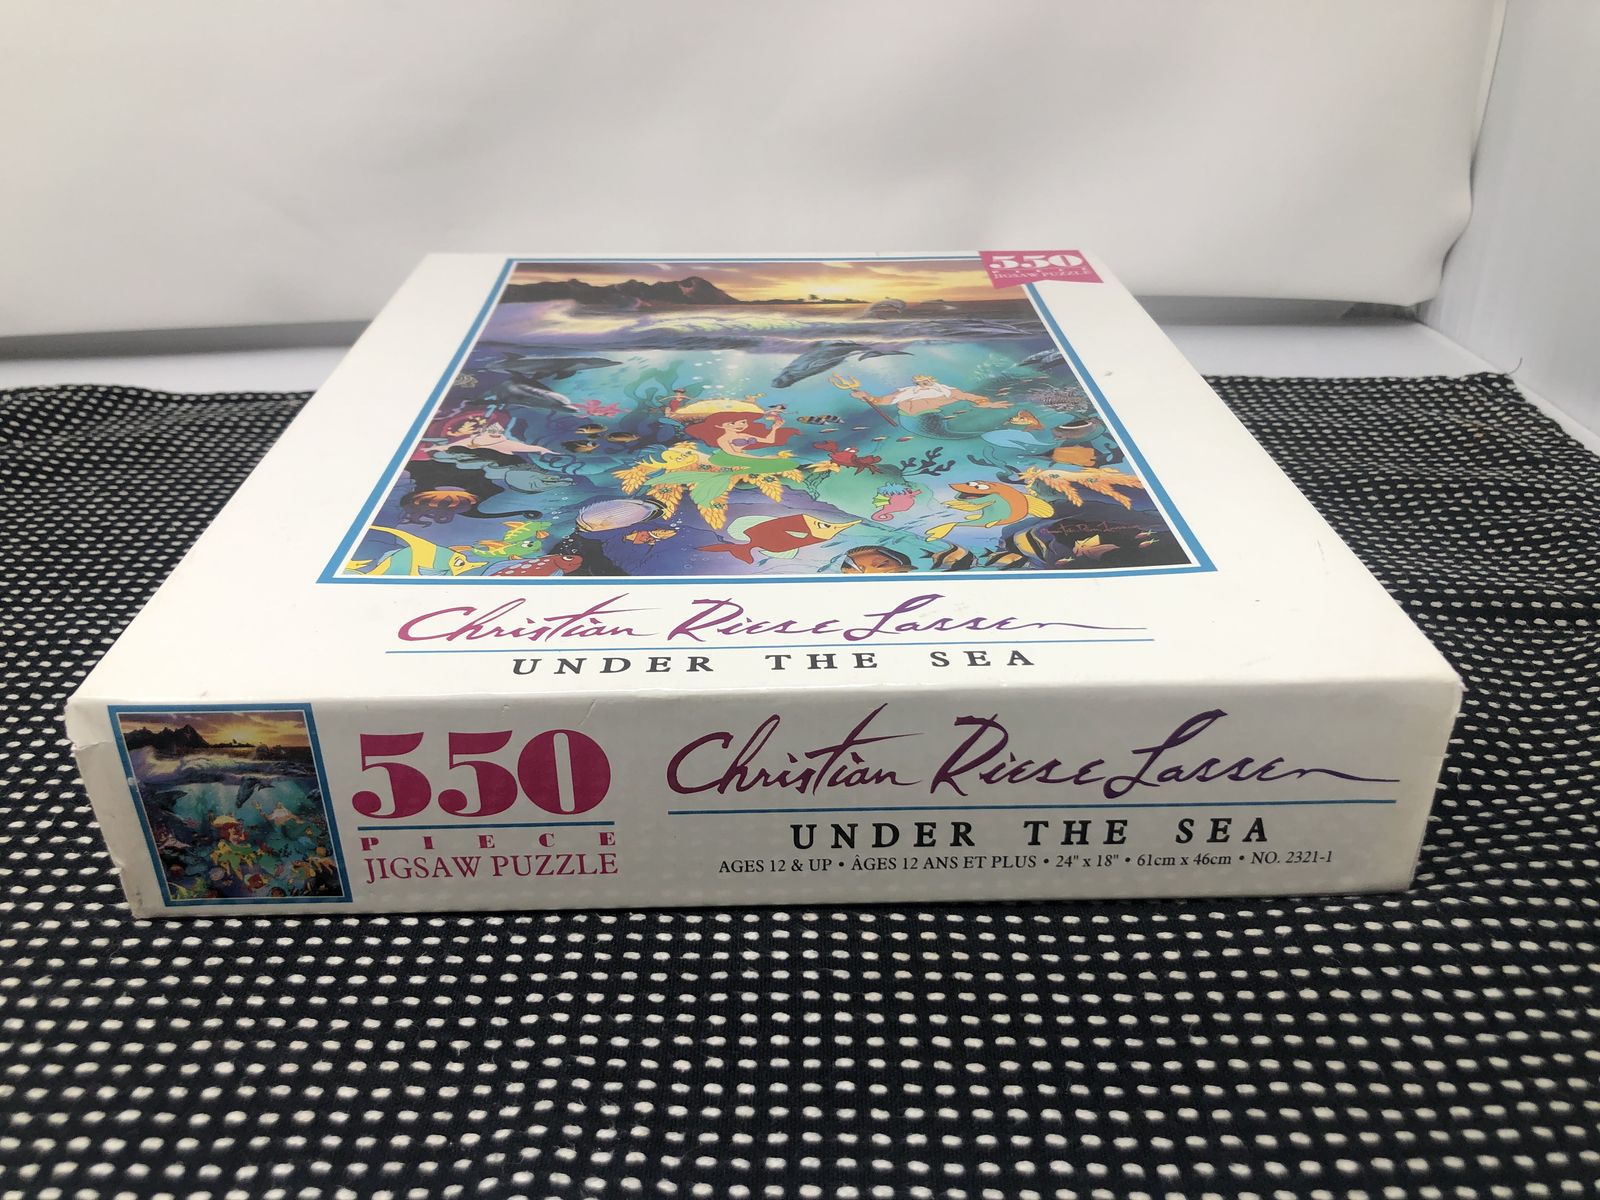 550
PIECE
JIGSAW PUZZLE
Christian Riese Lassen
UNDER THE SEA
550
PIECE
JIGSAW PUZZLE
Christian Riese Lassen
UNDER THE SEA
AGES 12 & UP • ÂGES 12 ANS ET PLUS • 24" x 18" • 61cm x 46cm • NO. 2321-1